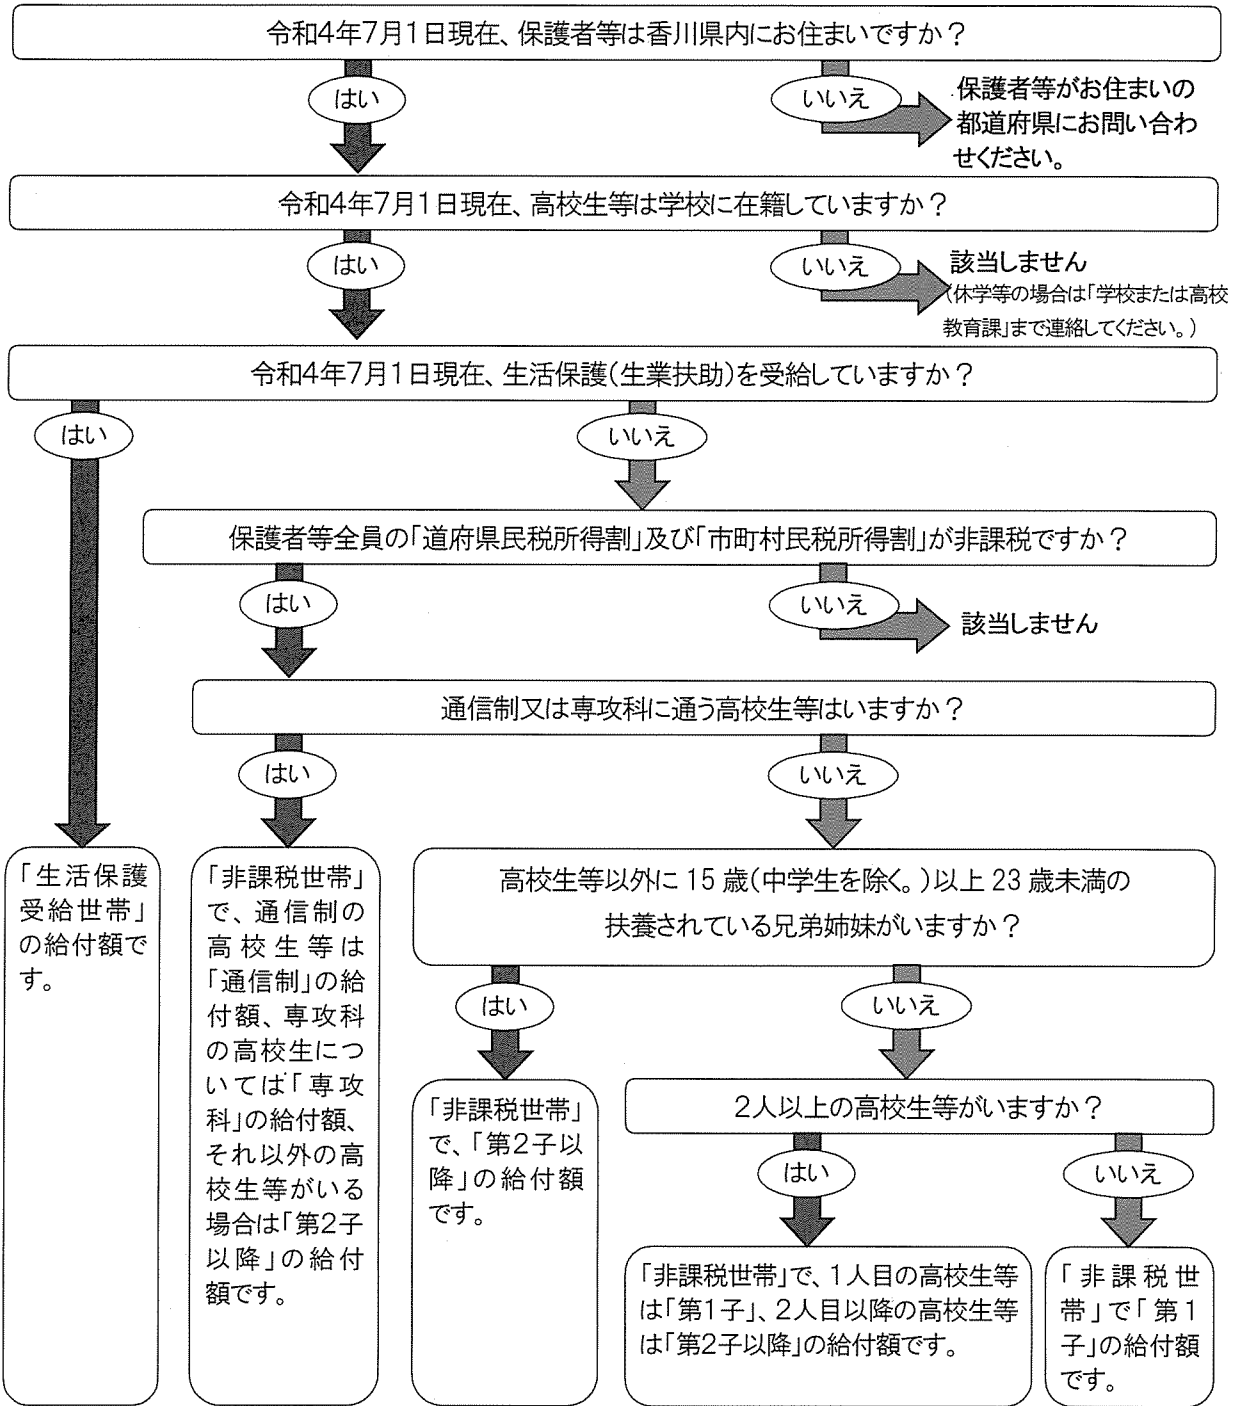 令和4年7月1日現在、保護者等は香川県内にお住まいですか？
はい
いいえ
保護者等がお住まいの
都道府県にお問い合わ
せください。
令和4年7月1日現在、高校生等は学校に在籍していますか？
はい
いいえ
該当しません
（休学等の場合は「学校または高校
教育課」まで連絡してください。）
令和4年7月1日現在、生活保護（生業扶助）を受給していますか？
はい
いいえ
保護者等全員の「道府県民税所得割」及び「市町村民税所得割」が非課税ですか？
はい
いいえ
該当しません
通信制又は専攻科に通う高校生等はいますか？
はい
いいえ
「生活保護
受給世帯」
の給付額で
す。
「非課税世帯」
で、通信制の
高校生等は
「通信制」の給
付額、専攻科
の高校生につ
いては「専攻
科」の給付額、
それ以外の高
校生等がいる
場合は「第2子
以降」の給付
額です。
高校生等以外に 15 歳（中学生を除く。）以上 23 歳未満の
扶養されている兄弟姉妹がいますか？
はい
いいえ
「非課税世帯」
で、「第2子以
降」の給付額
です。
2人以上の高校生等がいますか？
はい
いいえ
「非課税世帯」で、1人目の高校生等
は「第1子」、2人目以降の高校生等
は「第2子以降」の給付額です。
「非課税世
帯」で「第1
子」の給付額
です。